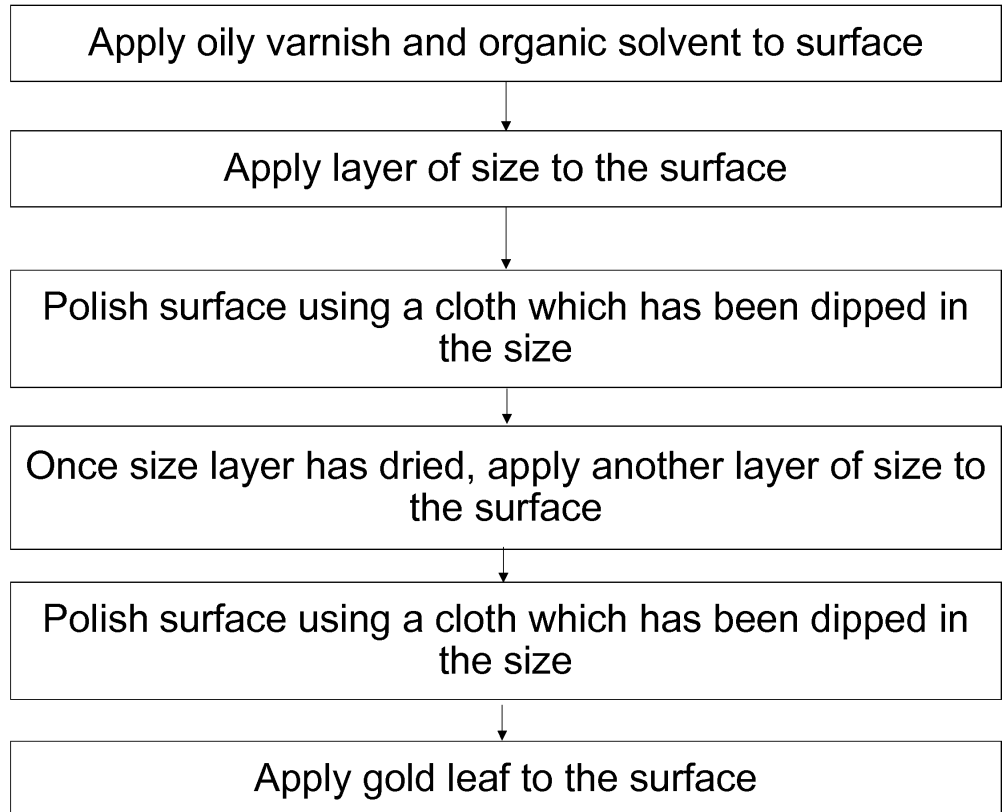 Apply oily varnish and organic solvent to surface
Apply layer of size to the surface
Polish surface using a cloth which has been dipped in
the size
Once size layer has dried, apply another layer of size to
the surface
Polish surface using a cloth which has been dipped in
the size
Apply gold leaf to the surface